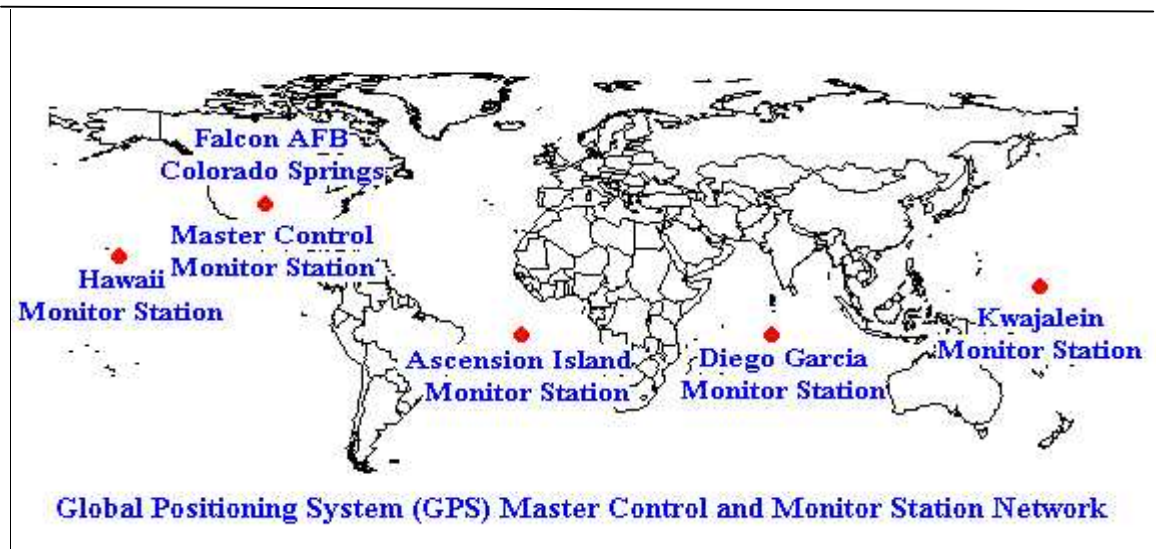 Falcon AFB
Colorado Springs
Master Control
Monitor Station
Hawaii
Monitor Station
Ascension Island
Monitor Station
Diego Garcia
Monitor Station
Kwajalein
Monitor Station
Global Positioning System (GPS) Master Control and Monitor Station Network